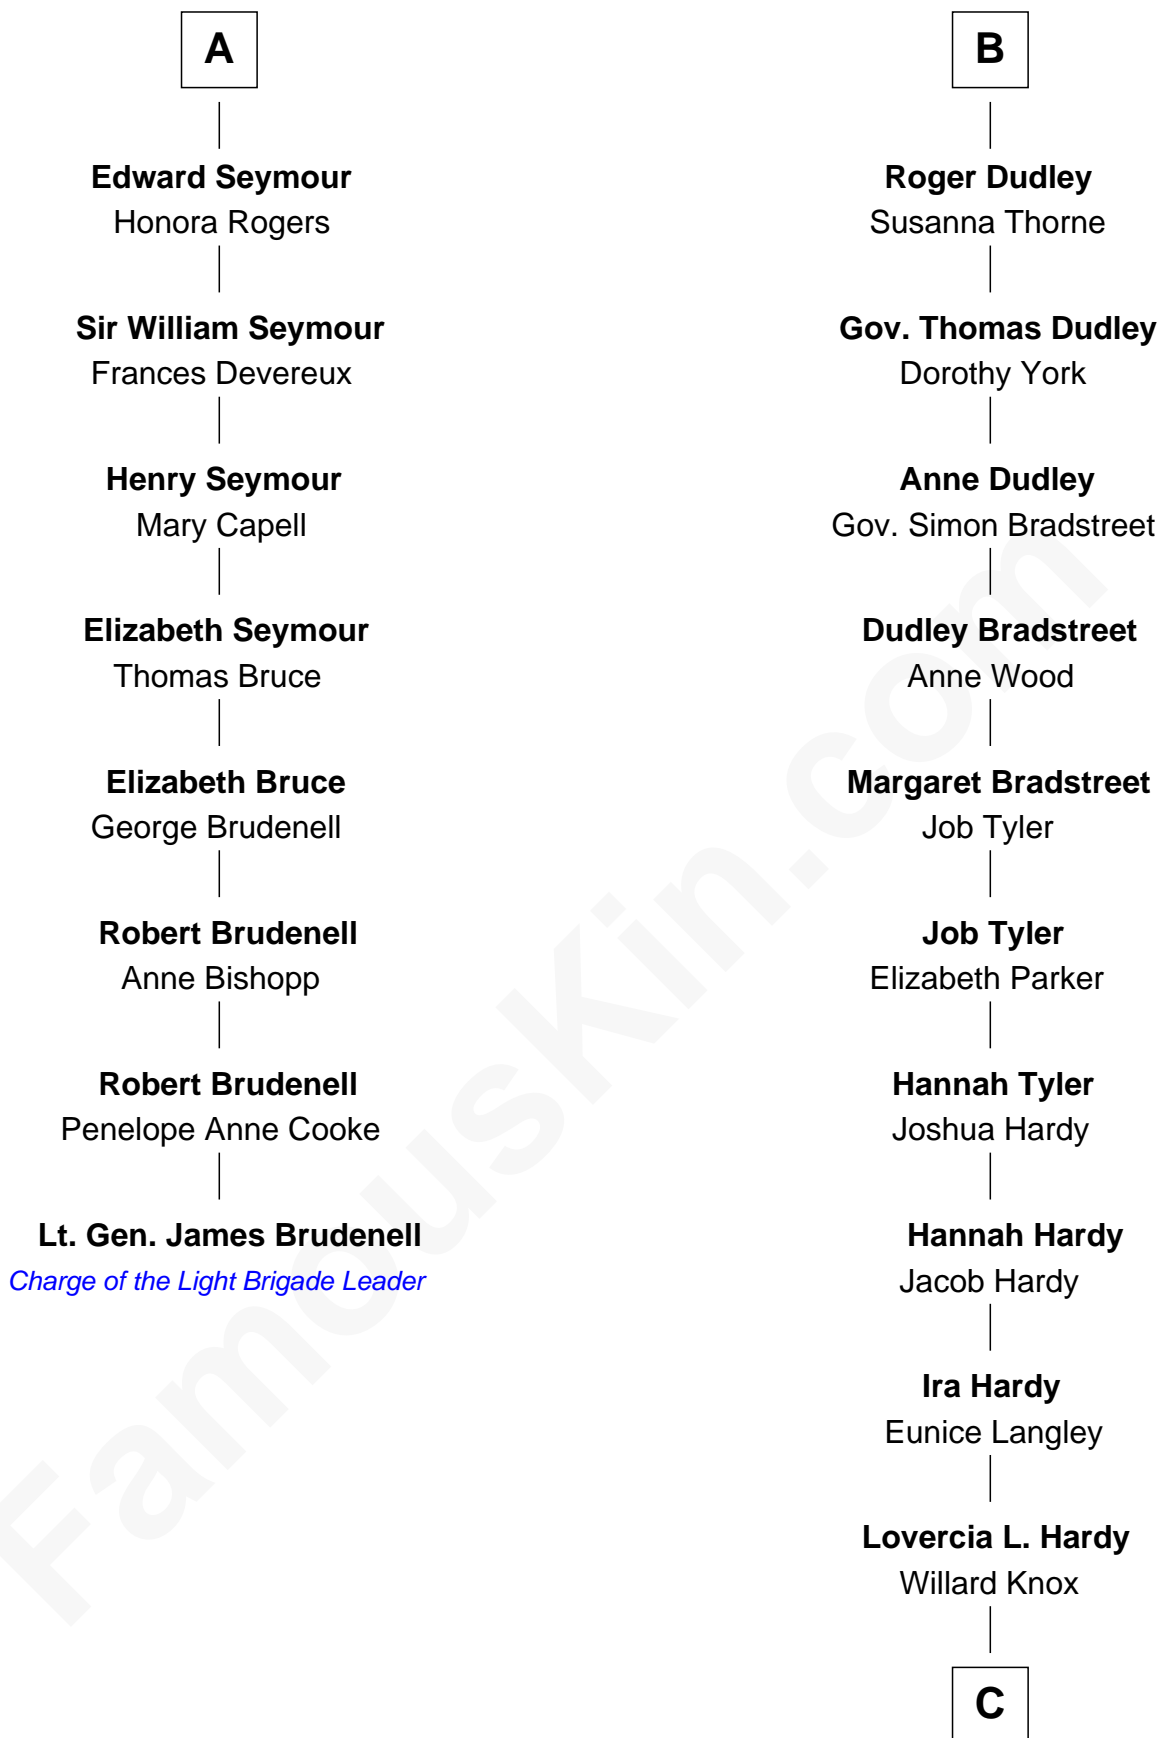 A
Edward Seymour
Honora Rogers
Sir William Seymour
Frances Devereux
Henry Seymour
Mary Capell
Elizabeth Seymour
Thomas Bruce
Elizabeth Bruce
George Brudenell
Robert Brudenell
Anne Bishopp
Robert Brudenell
Penelope Anne Cooke
Lt. Gen. James Brudenell
Charge of the Light Brigade Leader
B
Roger Dudley
Susanna Thorne
Gov. Thomas Dudley
Dorothy York
Anne Dudley
Gov. Simon Bradstreet
Dudley Bradstreet
Anne Wood
Margaret Bradstreet
Job Tyler
Job Tyler
Elizabeth Parker
Hannah Tyler
Joshua Hardy
Hannah Hardy
Jacob Hardy
Ira Hardy
Eunice Langley
Lovercia L. Hardy
Willard Knox
C
FamousKin.com